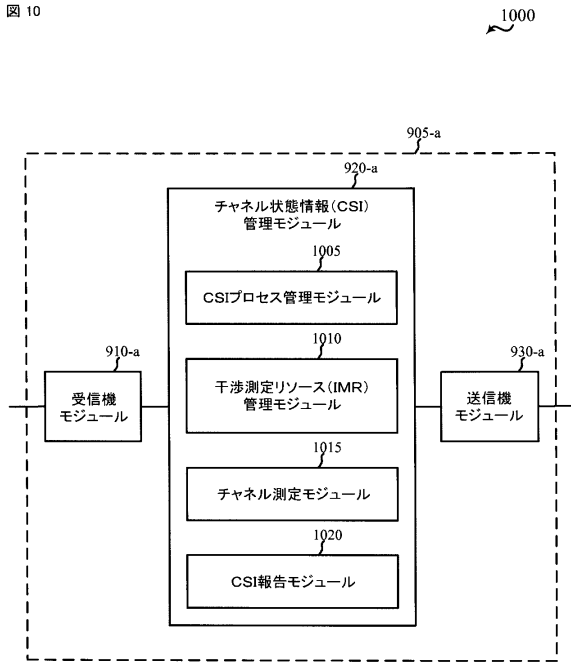 図 10
1000
905-a
920-a
チャネル状態情報(CSI)
管理モジュール
1005
CSIプロセス管理モジュール
1010
干渉測定リソース(IMR)
管理モジュール
910-a
受信機
モジュール
930-a
送信機
モジュール
1015
チャネル測定モジュール
1020
CSI報告モジュール